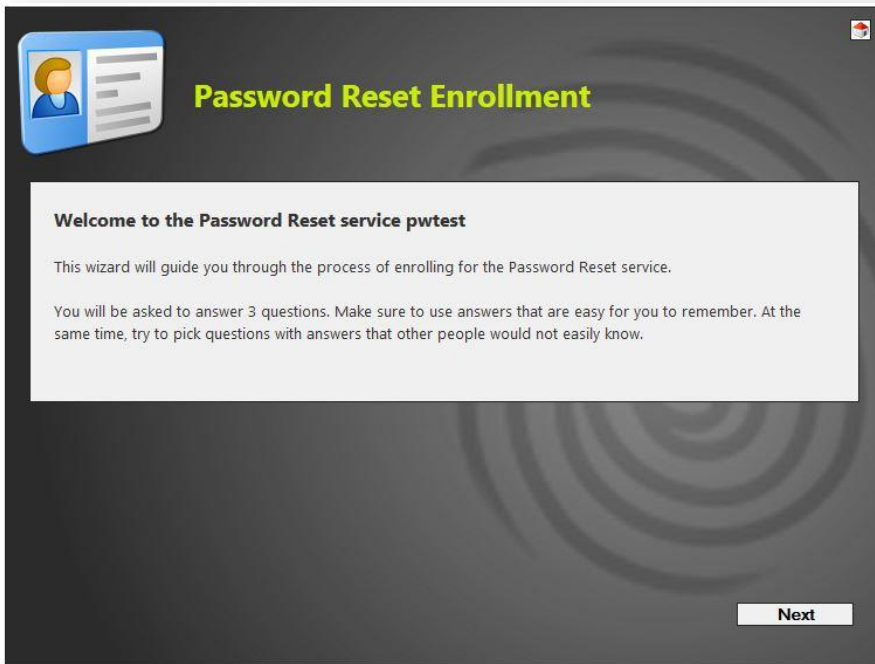 Password Reset Enrollment
Welcome to the Password Reset service pwtest
This wizard will guide you through the process of enrolling for the Password Reset service.
You will be asked to answer 3 questions. Make sure to use answers that are easy for you to remember. At the
same time, try to pick questions with answers that other people would not easily know.
Next